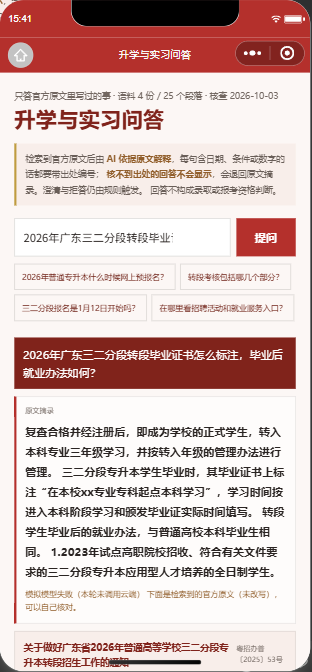 15:41
升学与实习问答
只答官方原文里写过的事 · 语料 4 份 / 25 个段落 · 核查 2026-10-03
升学与实习问答
检索到官方原文后由 AI 依据原文解释，每句含日期、条件或数字的
话都要带出处编号；核不到出处的回答不会显示，会退回原文摘
录。澄清与拒答仍由规则触发。 回答不构成录取或报考资格判断。
2026年广东三二分段转段毕业
提问
2026年普通专升本什么时候网上预报名？
转段考核包括哪几个部分？
三二分段报名是1月12日开始吗？
在哪里看招聘活动和就业服务入口？
2026年广东三二分段转段毕业证书怎么标注，毕业后
就业办法如何？
原文摘录
复查合格并经注册后，即成为学校的正式学生，转入
本科专业三年级学习，并按转入年级的管理办法进行
管理。 三二分段专升本学生毕业时，其毕业证书上标
注“在本校xx专业专科起点本科学习”，学习时间按
进入本科阶段学习和颁发毕业证实际时间填写。 转段
学生毕业后的就业办法，与普通高校本科毕业生相
同。 1.2023年试点高职院校招收、符合有关文件要
求的三二分段专升本应用型人才培养的全日制学生。
模拟模型失败（本轮未调用云端） 下面是检索到的官方原义（未改写），
可以自己核对。
关于做好广东省2026年普通高等学校三二分段专
升本转段招生工作的通知
粤招办普
〔2025〕53号